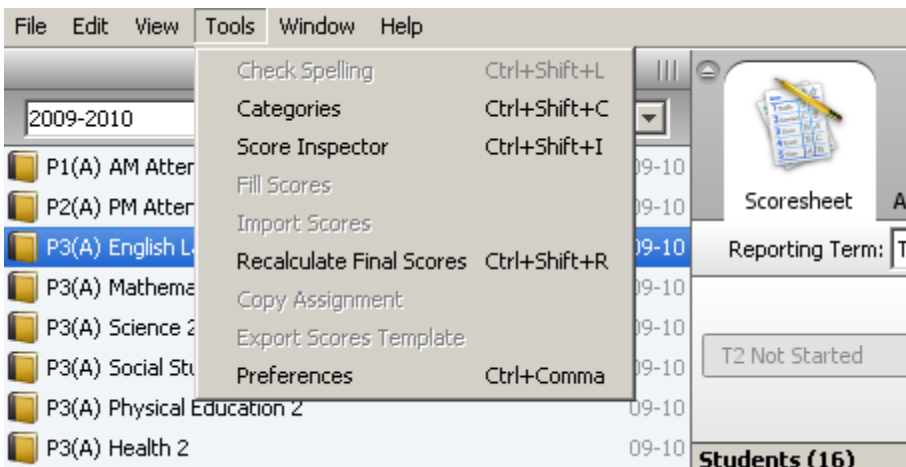 File Edit View Tools Window Help
Check Spelling Ctrl+Shift+L
Categories Ctrl+Shift+C
Score Inspector Ctrl+Shift+I
Fill Scores
Import Scores
Recalculate Final Scores Ctrl+Shift+R
Copy Assignment
Export Scores Template
Preferences Ctrl+Comma
2009-2010
P1(A) AM Atter 09-10
P2(A) PM Atter 09-10
P3(A) English L 09-10
P3(A) Mathema 09-10
P3(A) Science 2 09-10
P3(A) Social Stu 09-10
P3(A) Physical Education 2 09-10
P3(A) Health 2 09-10
Scoresheet A
Reporting Term: T
T2 Not Started
Students (16)